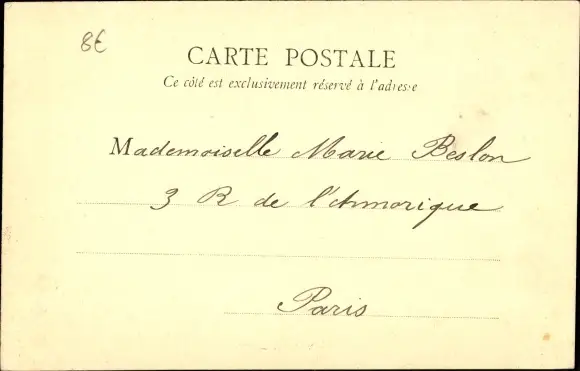 8€
CARTE POSTALE
Ce côté est exclusivement réservé à l'adresse
Mademoiselle Marie Beslon
3 R de l'Armorique
Paris